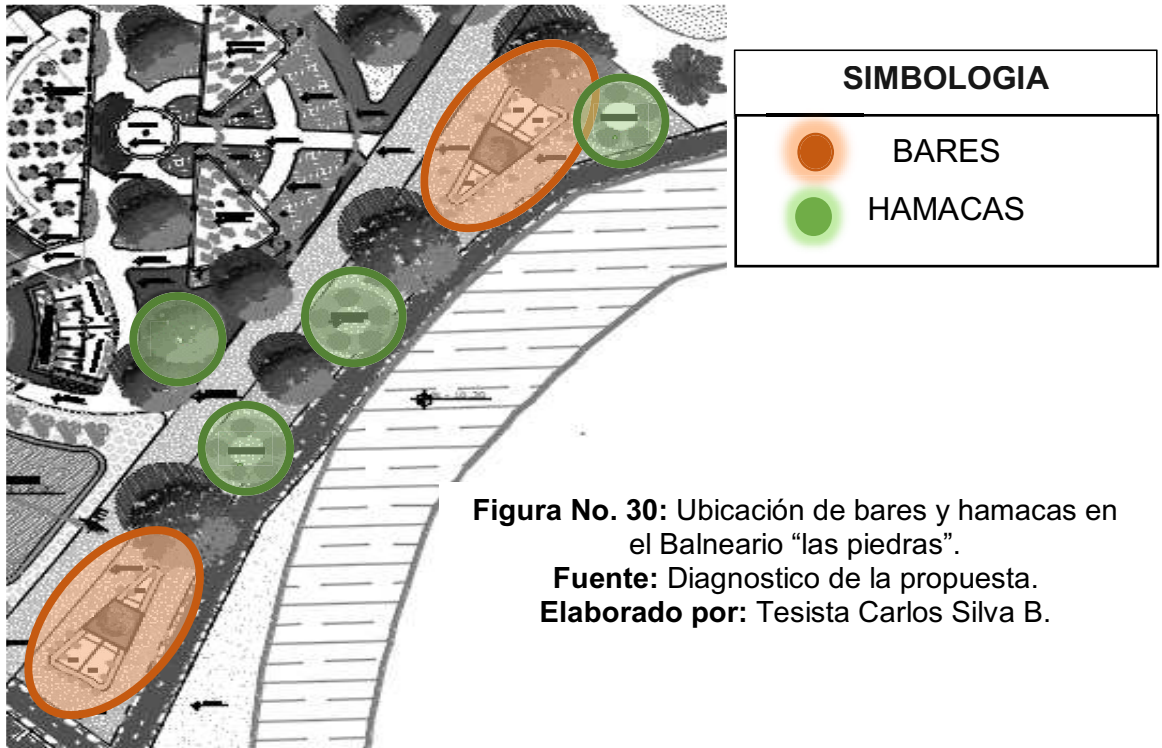 SIMBOLOGIA
BARES
HAMACAS
Figura No. 30: Ubicación de bares y hamacas en
el Balneario “las piedras”.
Fuente: Diagnostico de la propuesta.
Elaborado por: Tesista Carlos Silva B.